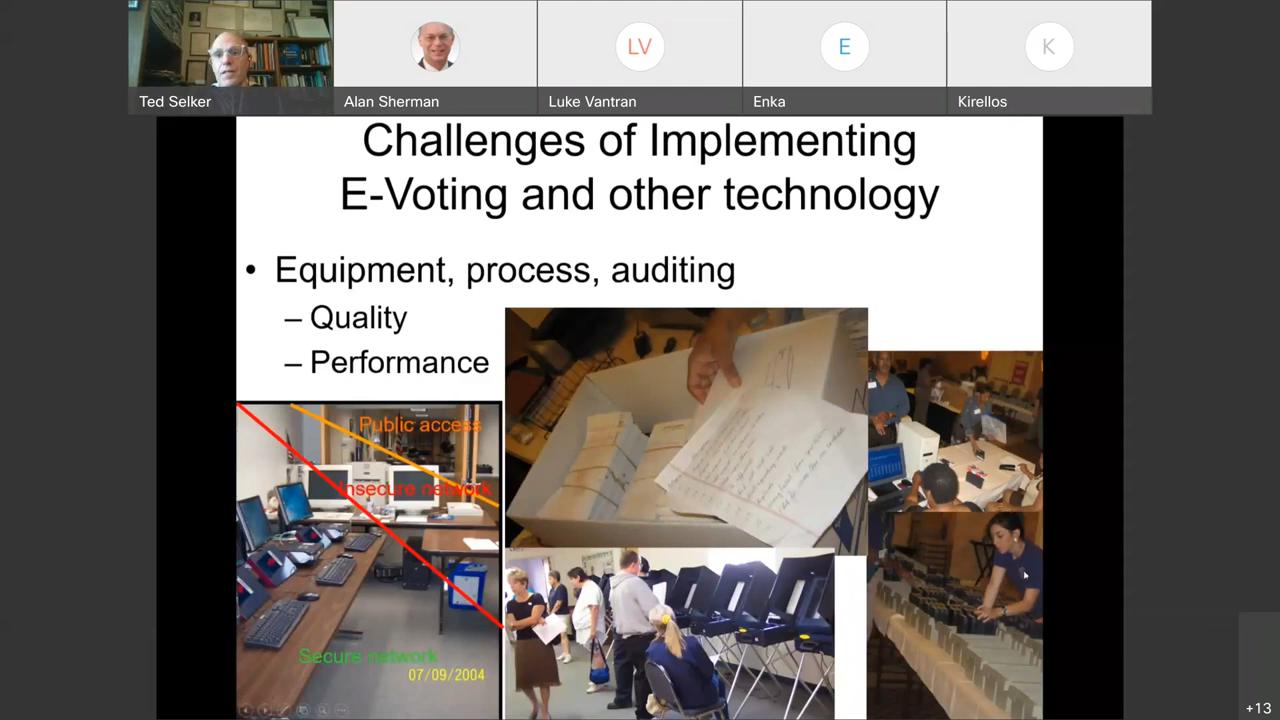 Ted Selker
Alan Sherman
LV
Luke Vantran
E
Enka
K
Kirellos
Challenges of Implementing
E-Voting and other technology
• Equipment, process, auditing
– Quality
– Performance
Public access
Insecure network
Secure network
07/09/2004
+13